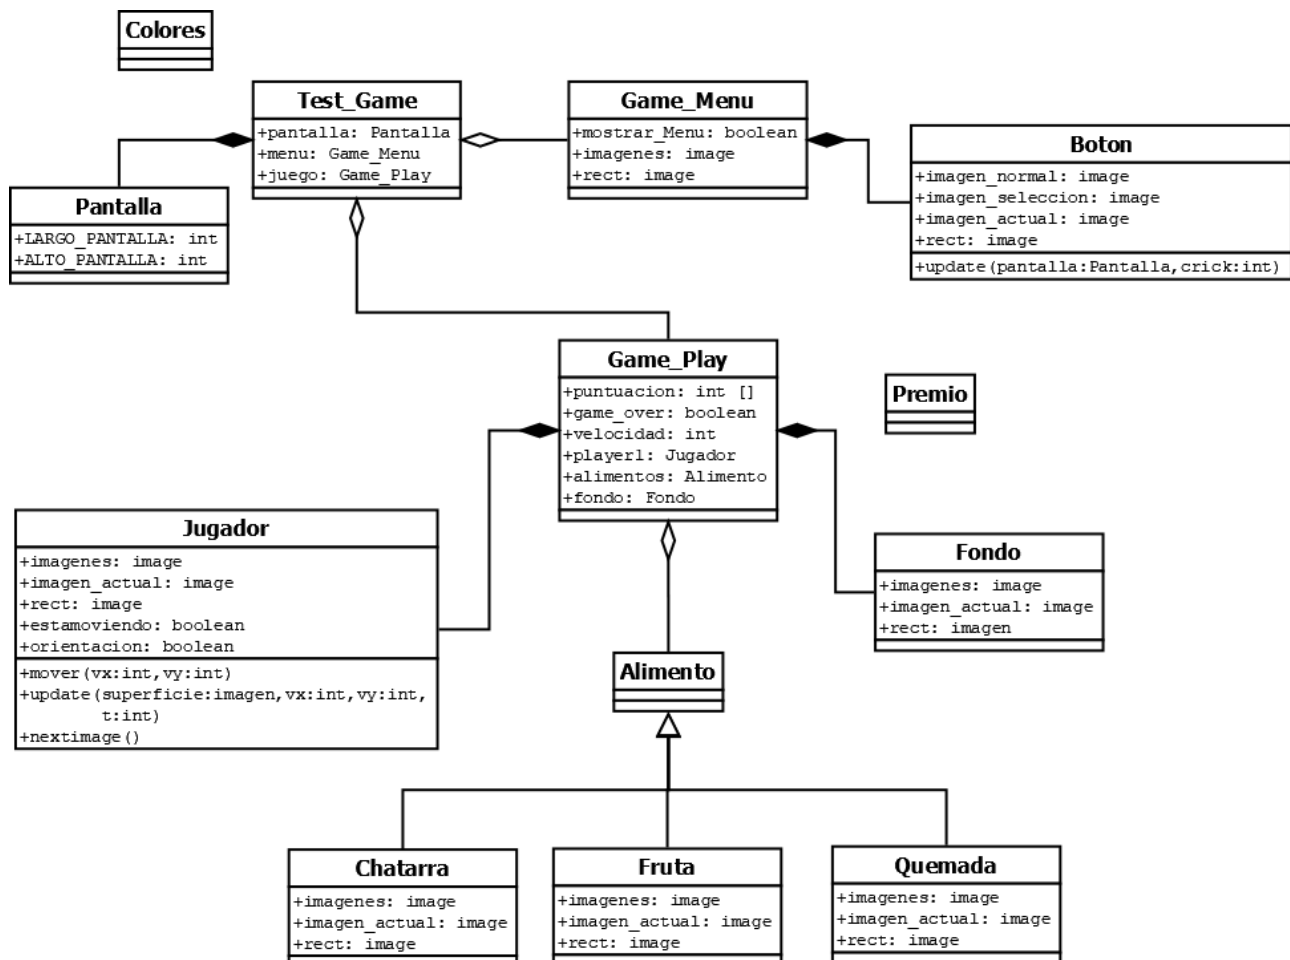 Colores
Test_Game
+pantalla: Pantalla
+menu: Game_Menu
+juego: Game_Play
Game_Menu
+mostrar_Menu: boolean
+imagenes: image
+rect: image
Boton
+imagen_normal: image
+imagen_seleccion: image
+imagen_actual: image
+rect: image
+update(pantalla:Pantalla,crick:int)
Pantalla
+LARGO_PANTALLA: int
+ALTO_PANTALLA: int
Game_Play
+puntuacion: int []
+game_over: boolean
+velocidad: int
+player1: Jugador
+alimentos: Alimento
+fondo: Fondo
Premio
Jugador
+imagenes: image
+imagen_actual: image
+rect: image
+estamoviendo: boolean
+orientacion: boolean
+mover(vx:int,vy:int)
+update(superficie:imagen,vx:int,vy:int,
t:int)
+nextimage()
Fondo
+imagenes: image
+imagen_actual: image
+rect: imagen
Alimento
Chatarra
+imagenes: image
+imagen_actual: image
+rect: image
Fruta
+imagenes: image
+imagen_actual: image
+rect: image
Quemada
+imagenes: image
+imagen_actual: image
+rect: image